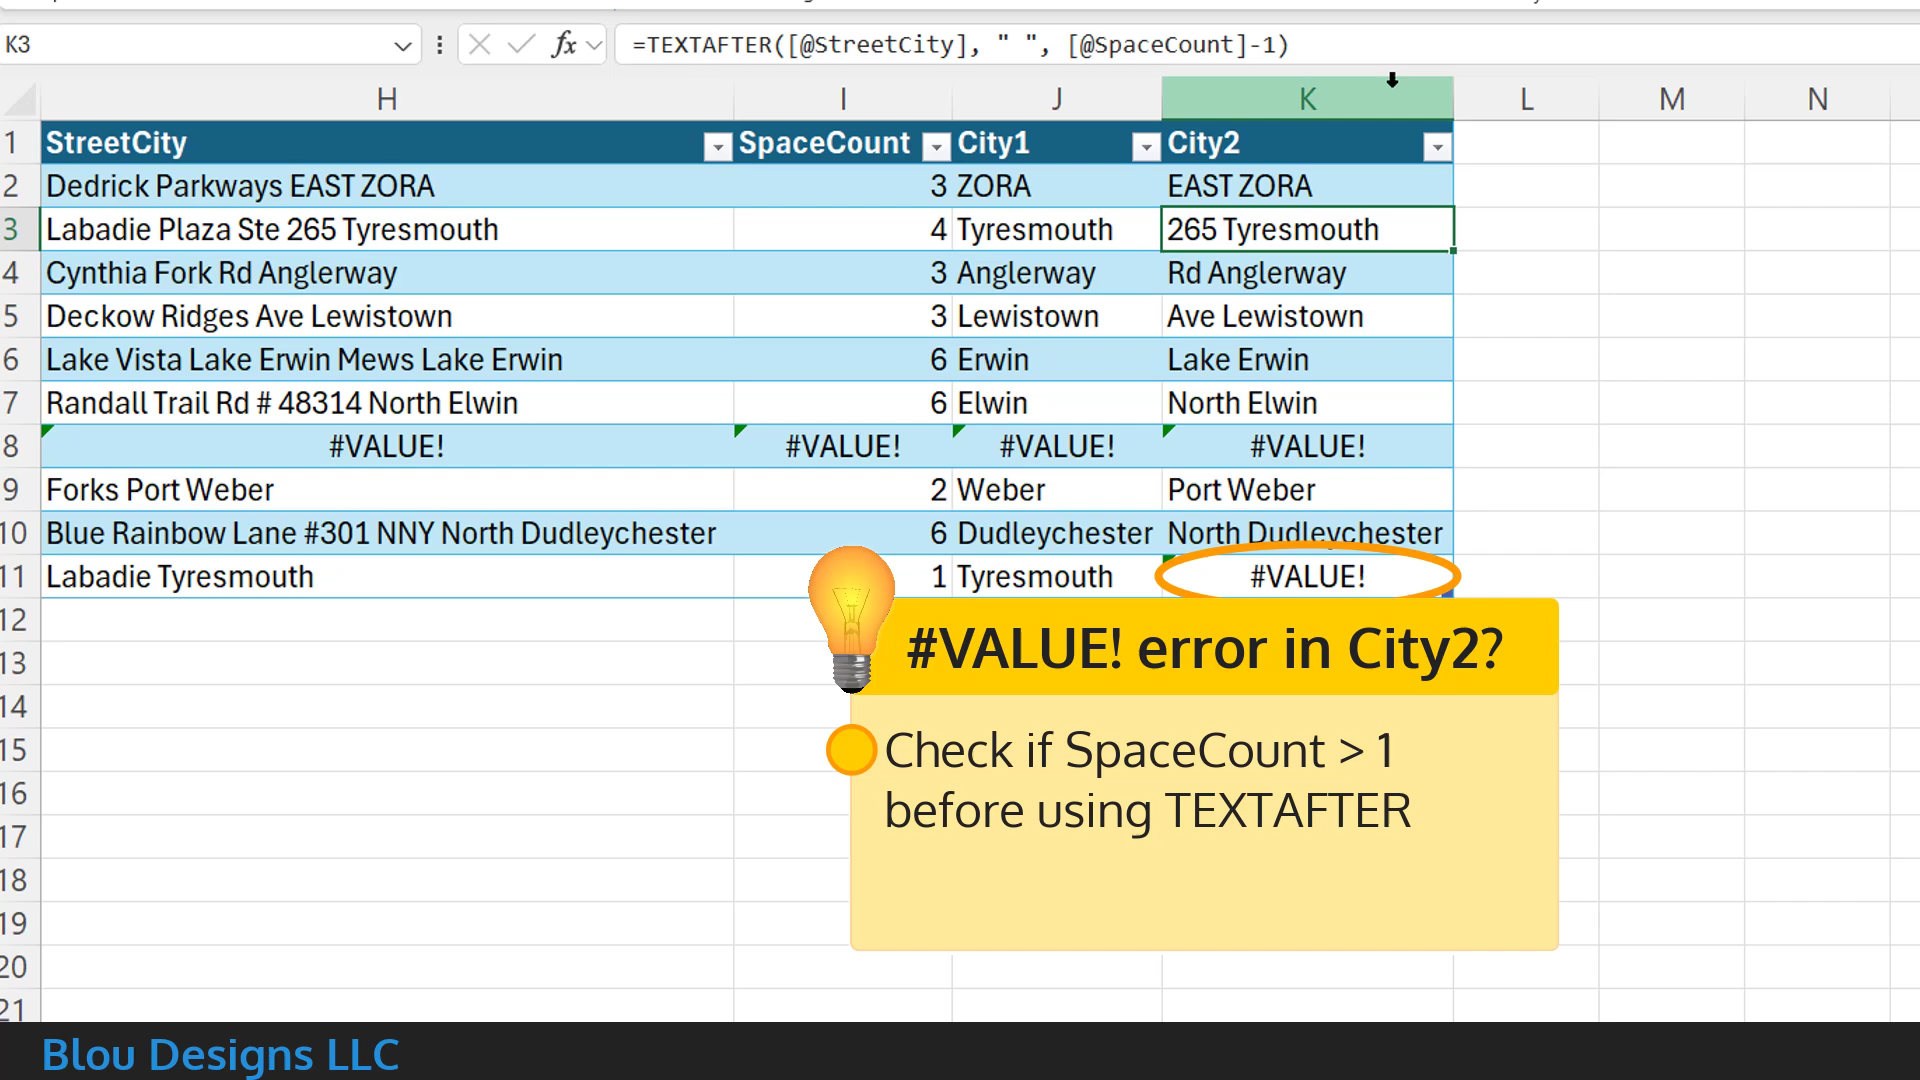 K3 fx =TEXTAFTER([@StreetCity], " ", [@SpaceCount]-1)
H I J K L M N
1 StreetCity SpaceCount City1 City2
2 Dedrick Parkways EAST ZORA 3 ZORA EAST ZORA
3 Labadie Plaza Ste 265 Tyresmouth 4 Tyresmouth 265 Tyresmouth
4 Cynthia Fork Rd Anglerway 3 Anglerway Rd Anglerway
5 Deckow Ridges Ave Lewistown 3 Lewistown Ave Lewistown
6 Lake Vista Lake Erwin Mews Lake Erwin 6 Erwin Lake Erwin
7 Randall Trail Rd # 48314 North Elwin 6 Elwin North Elwin
8 #VALUE! #VALUE! #VALUE! #VALUE!
9 Forks Port Weber 2 Weber Port Weber
10 Blue Rainbow Lane #301 NNY North Dudleychester 6 Dudleychester North Dudleychester
11 Labadie Tyresmouth 1 Tyresmouth #VALUE!
12
13
#VALUE! error in City2?
14
15
Check if SpaceCount > 1
16
before using TEXTAFTER
17
18
19
20
21
Blou Designs LLC